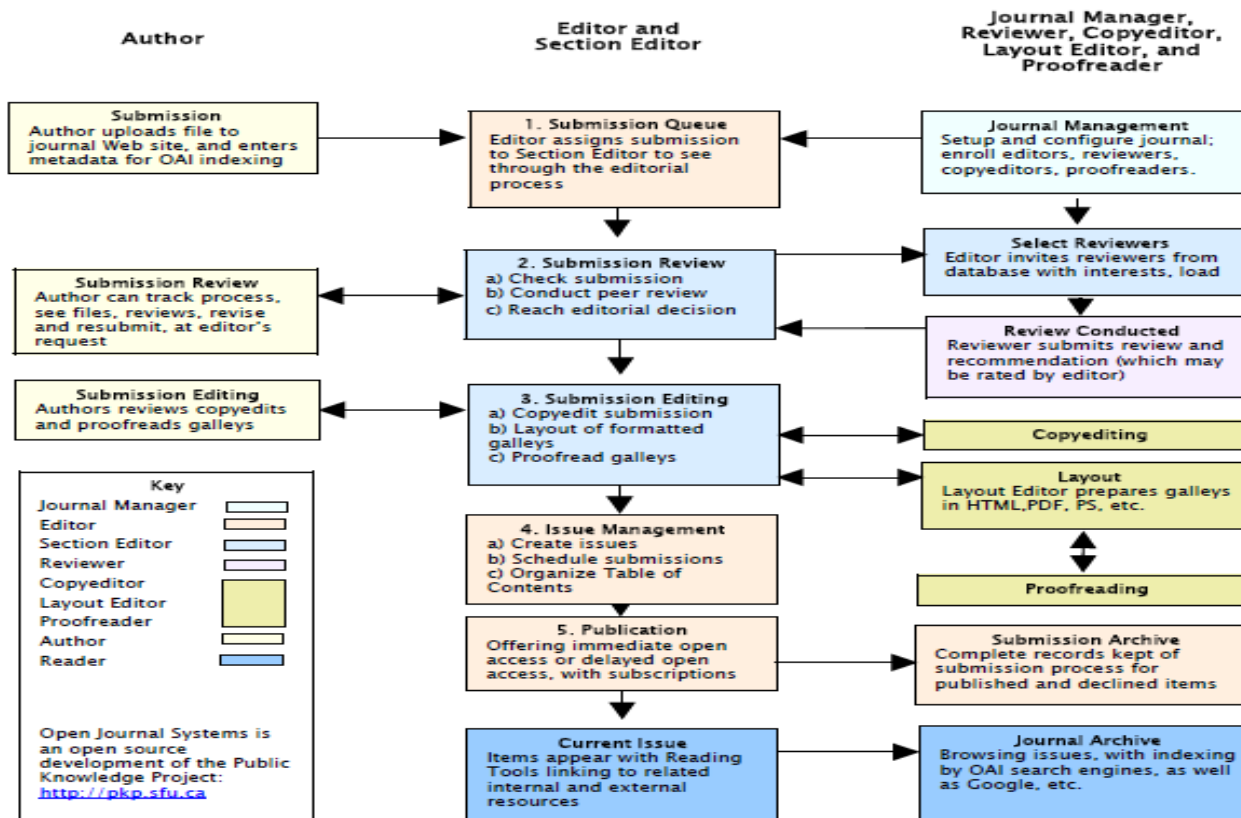 Author
Editor and
Section Editor
Journal Manager,
Reviewer, Copyeditor,
Layout Editor, and
Proofreader
Submission
Author uploads file to
journal Web site, and enters
metadata for OAI indexing
1. Submission Queue
Editor assigns submission
to Section Editor to see
through the editorial
process
Journal Management
Setup and configure journal;
enroll editors, reviewers,
copyeditors, proofreaders.
Submission Review
Author can track process,
see files, reviews, revise
and resubmit, at editor's
request
2. Submission Review
a) Check submission
b) Conduct peer review
c) Reach editorial decision
Select Reviewers
Editor invites reviewers from
database with interests, load
Review Conducted
Reviewer submits review and
recommendation (which may
be rated by editor)
Submission Editing
Authors reviews copyedits
and proofreads galleys
3. Submission Editing
a) Copyedit submission
b) Layout of formatted
galleys
c) Proofread galleys
Copyediting
Layout
Layout Editor prepares galleys
in HTML,PDF, PS, etc.
Proofreading
Key
Journal Manager
Editor
Section Editor
Reviewer
Copyeditor
Layout Editor
Proofreader
Author
Reader
Open Journal Systems is
an open source
development of the Public
Knowledge Project:
http://pkp.sfu.ca
4. Issue Management
a) Create issues
b) Schedule submissions
c) Organize Table of
Contents
5. Publication
Offering immediate open
access or delayed open
access, with subscriptions
Submission Archive
Complete records kept of
submission process for
published and declined items
Current Issue
Items appear with Reading
Tools linking to related
internal and external
resources
Journal Archive
Browsing issues, with indexing
by OAI search engines, as well
as Google, etc.